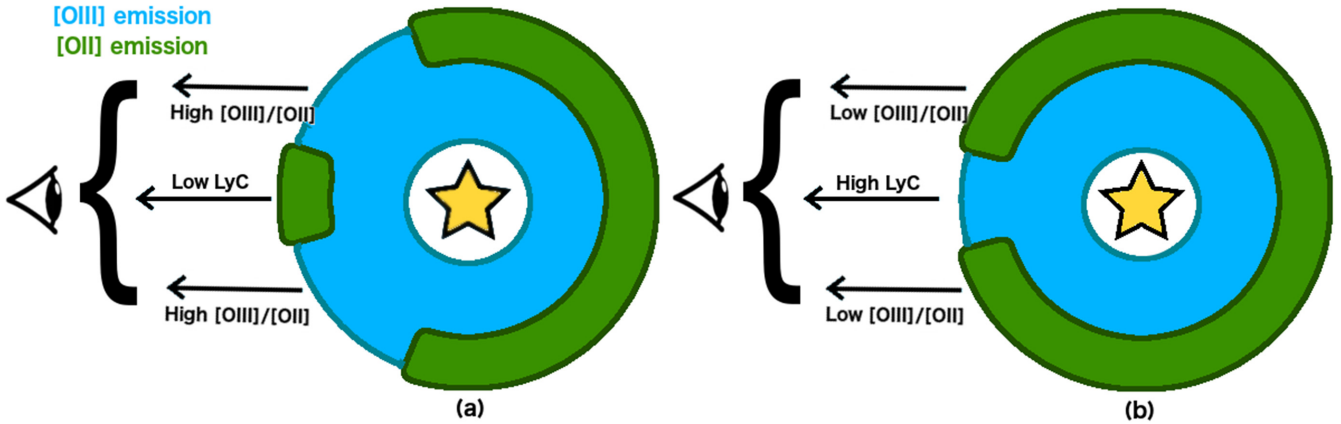 [OIII] emission
[OII] emission
High [OIII]/[OII]
Low LyC
High [OIII]/[OII]
(a)
Low [OIII]/[OII]
High LyC
Low [OIII]/[OII]
(b)